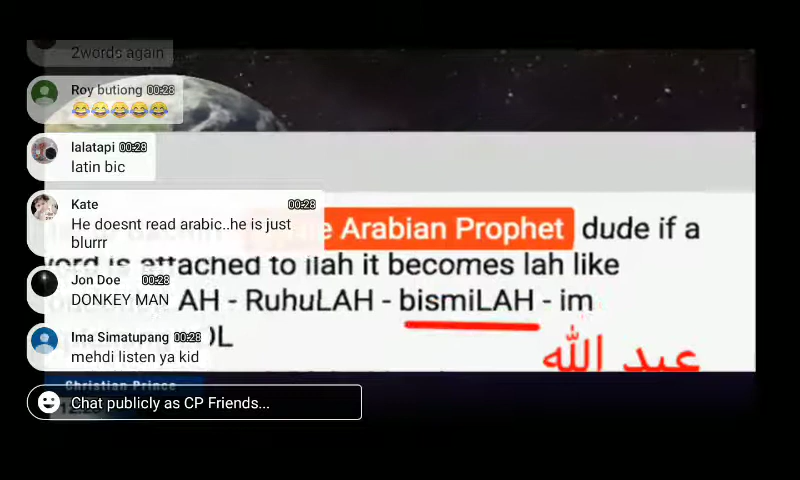 2words again
Roy butiong 00:28
😂😂😂😂😂
lalatapi 00:28
latin bic
Kate 00:28
He doesnt read arabic..he is just
blurrr
Jon Doe 00:28
DONKEY MAN
Ima Simatupang 00:28
mehdi listen ya kid
Chat publicly as CP Friends...
Arabian Prophet dude if a
attached to ilah it becomes lah like
AH - RuhuLAH - bismiLAH - im
OL
عبد الله
Christian Prince